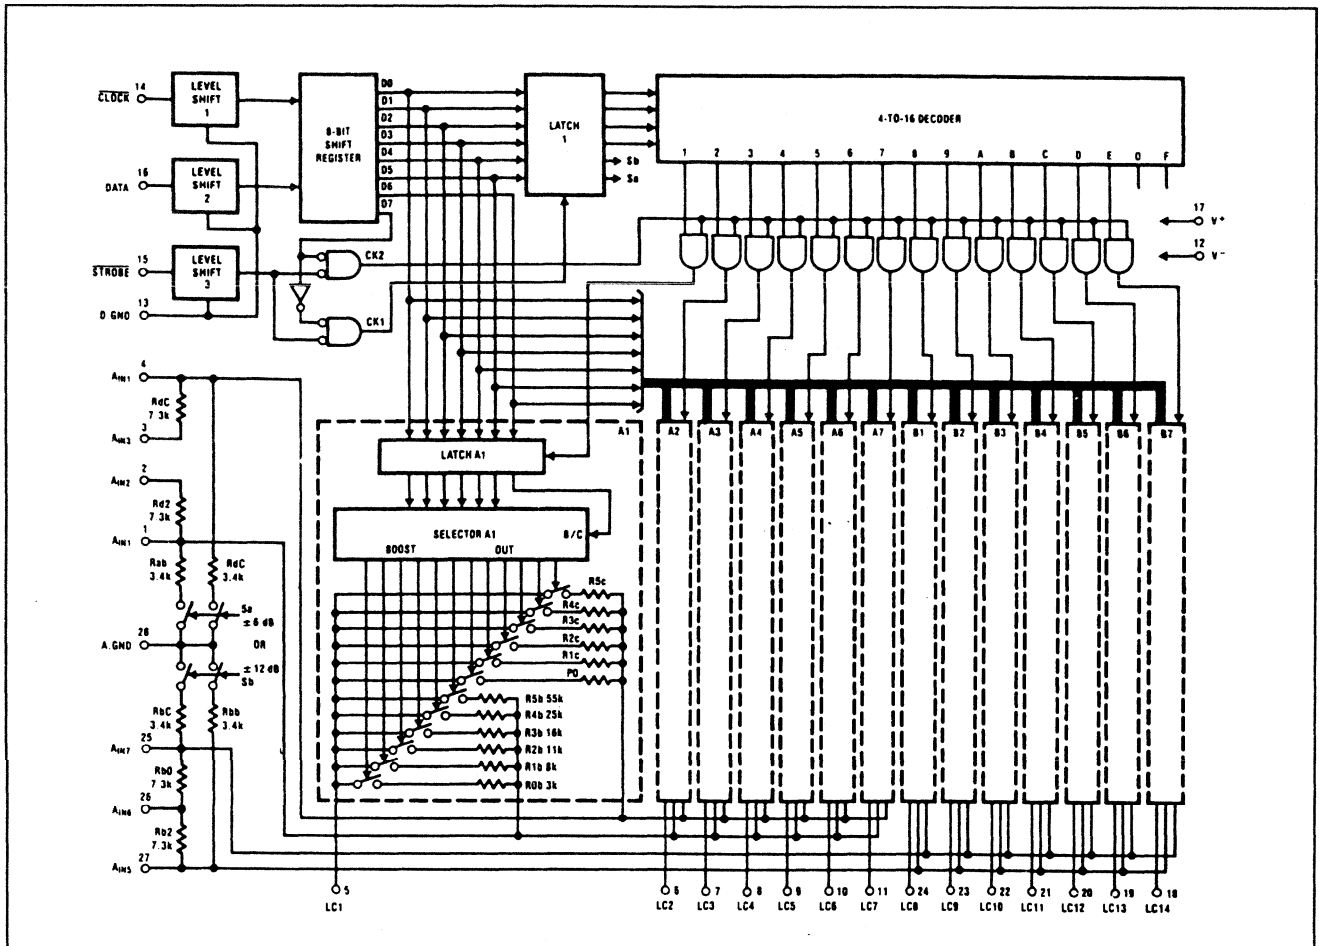 14
CLOCK
LEVEL SHIFT 1
16
DATA
LEVEL SHIFT 2
15
STROBE
LEVEL SHIFT 3
13
D.GND
8-BIT SHIFT REGISTER
D0
D1
D2
D3
D4
D5
D6
D7
LATCH 1
Sb
Sa
4-TO-16 DECODER
1 2 3 4 5 6 7 8 9 A B C D E O F
17
V+
12
V-
CK2
CK1
4
AIN1
RdC
7.3k
3
AIN3
2
AIN2
Rd2
7.3k
1
AIN1
Rab
3.4k
RdC
3.4k
Sa
± 6 dB
28
A.GND
OR
± 12 dB
Sb
RbC
3.4k
Rbb
3.4k
25
AIN7
Rb0
7.3k
26
AIN6
Rb2
7.3k
27
AIN5
A1
LATCH A1
SELECTOR A1
B/C
BOOST
OUT
R5c
R4c
R3c
R2c
R1c
P0
R5b 55k
R4b 25k
R3b 16k
R2b 11k
R1b 8k
R0b 3k
A2 A3 A4 A5 A6 A7 B1 B2 B3 B4 B5 B6 B7
5 6 7 8 9 10 11 24 23 22 21 20 19 18
LC1 LC2 LC3 LC4 LC5 LC6 LC7 LC8 LC9 LC10 LC11 LC12 LC13 LC14